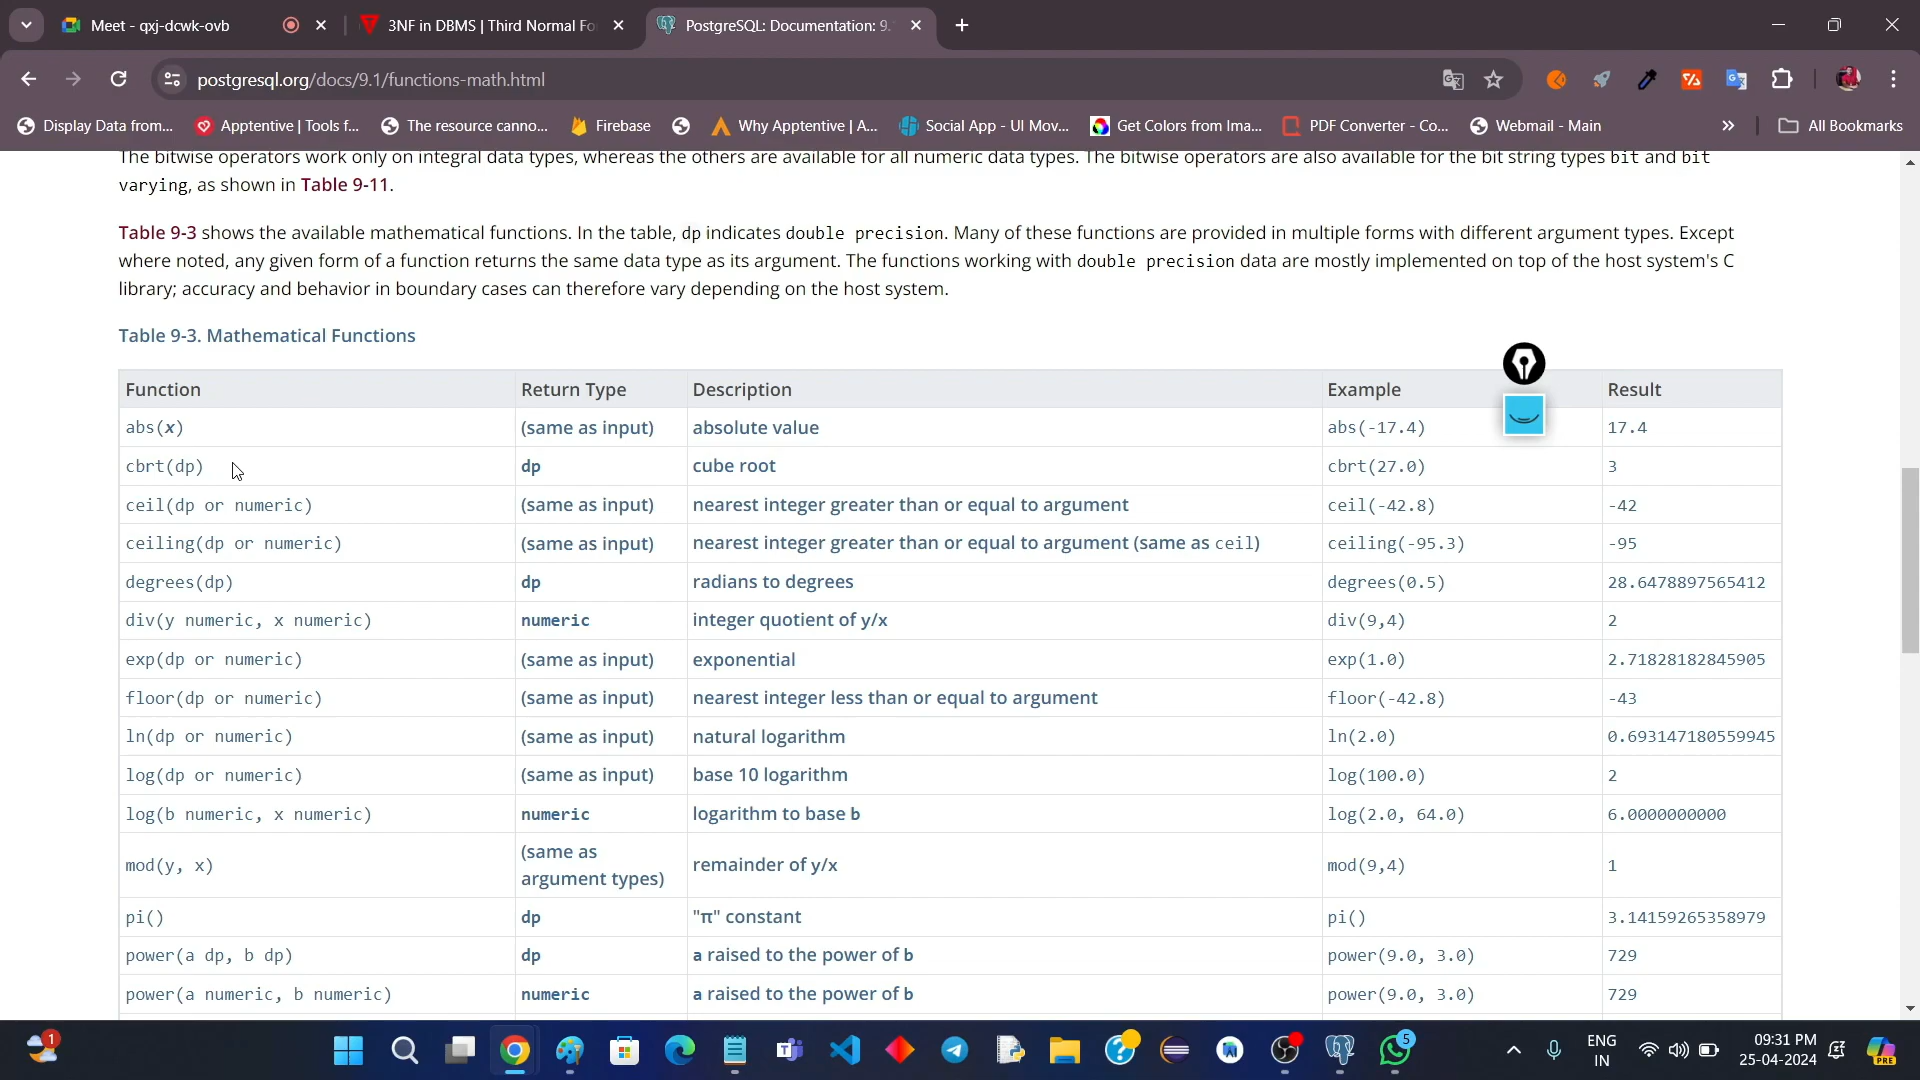 Meet - qxj-dcwk-ovb
3NF in DBMS | Third Normal Fo
PostgreSQL: Documentation: 9.
postgresql.org/docs/9.1/functions-math.html
Display Data from...
Apptentive | Tools f...
The resource canno...
Firebase
Why Apptentive | A...
Social App - UI Mov...
Get Colors from Ima...
PDF Converter - Co...
Webmail - Main
All Bookmarks
The bitwise operators work only on integral data types, whereas the others are available for all numeric data types. The bitwise operators are also available for the bit string types bit and bit
varying, as shown in Table 9-11.
Table 9-3 shows the available mathematical functions. In the table, dp indicates double precision. Many of these functions are provided in multiple forms with different argument types. Except
where noted, any given form of a function returns the same data type as its argument. The functions working with double precision data are mostly implemented on top of the host system's C
library; accuracy and behavior in boundary cases can therefore vary depending on the host system.
Table 9-3. Mathematical Functions
Function Return Type Description Example Result
abs(x) (same as input) absolute value abs(-17.4) 17.4
cbrt(dp) dp cube root cbrt(27.0) 3
ceil(dp or numeric) (same as input) nearest integer greater than or equal to argument ceil(-42.8) -42
ceiling(dp or numeric) (same as input) nearest integer greater than or equal to argument (same as ceil) ceiling(-95.3) -95
degrees(dp) dp radians to degrees degrees(0.5) 28.6478897565412
div(y numeric, x numeric) numeric integer quotient of y/x div(9,4) 2
exp(dp or numeric) (same as input) exponential exp(1.0) 2.71828182845905
floor(dp or numeric) (same as input) nearest integer less than or equal to argument floor(-42.8) -43
ln(dp or numeric) (same as input) natural logarithm ln(2.0) 0.693147180559945
log(dp or numeric) (same as input) base 10 logarithm log(100.0) 2
log(b numeric, x numeric) numeric logarithm to base b log(2.0, 64.0) 6.0000000000
mod(y, x) (same as
argument types) remainder of y/x mod(9,4) 1
pi() dp "π" constant pi() 3.14159265358979
power(a dp, b dp) dp a raised to the power of b power(9.0, 3.0) 729
power(a numeric, b numeric) numeric a raised to the power of b power(9.0, 3.0) 729
1
5
ENG
IN
09:31 PM
25-04-2024
PRE